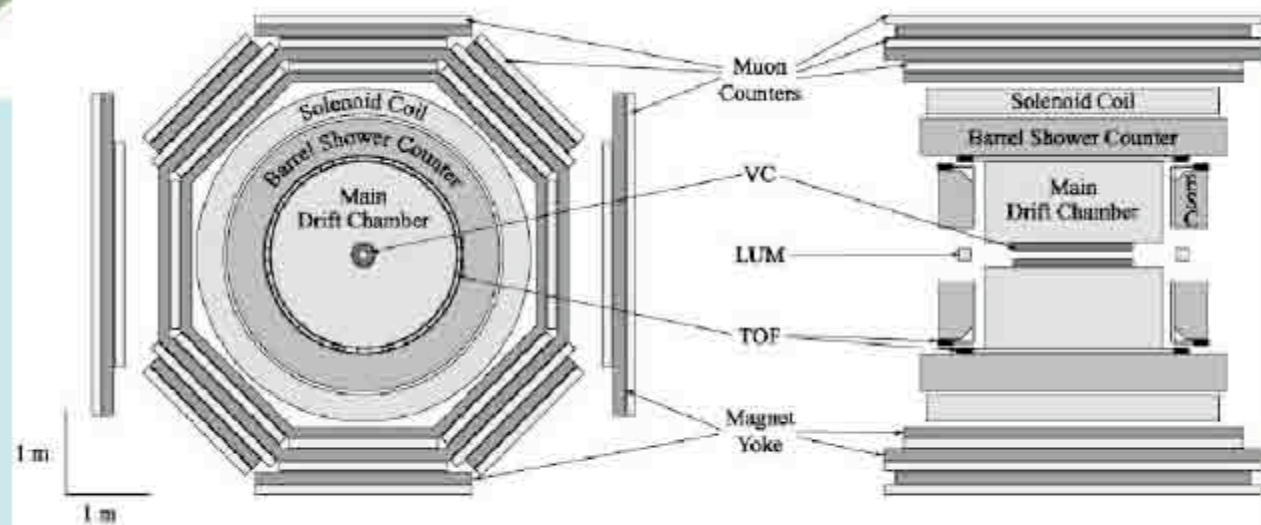 Solenoid Coil
Barrel Shower Counter
Main
Drift Chamber
1 m
1 m
Muon
Counters
VC
LUM
TOF
Magnet
Yoke
Solenoid Coil
Barrel Shower Counter
Main
Drift Chamber